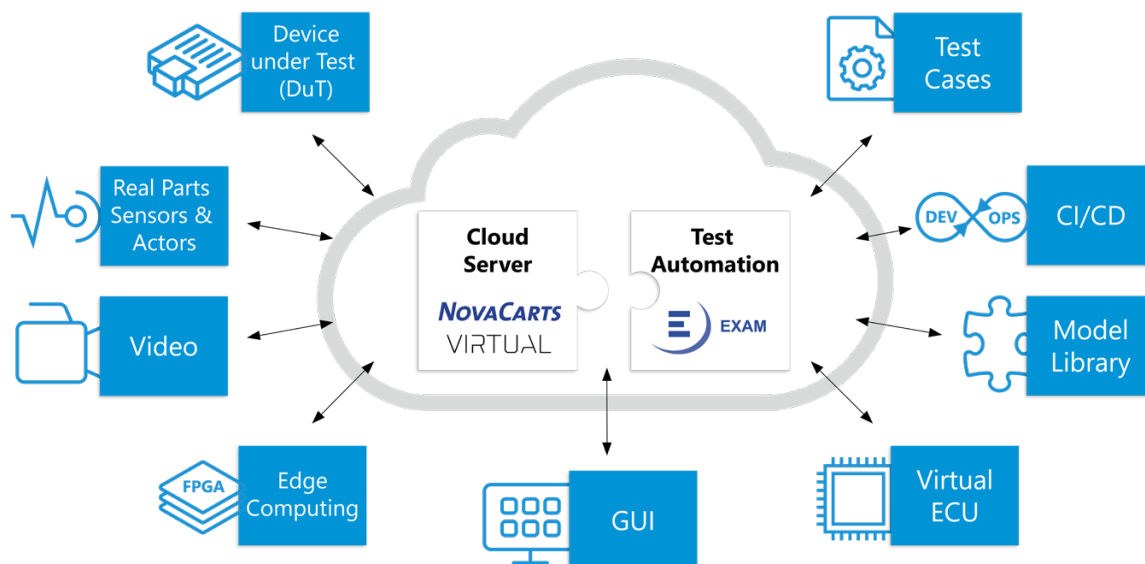 Device
under Test
(DuT)
Test
Cases
Real Parts
Sensors &
Actors
DEV OPS
CI/CD
Cloud
Server
NOVACARTS
VIRTUAL
Test
Automation
EXAM
Video
Model
Library
FPGA
Edge
Computing
GUI
Virtual
ECU